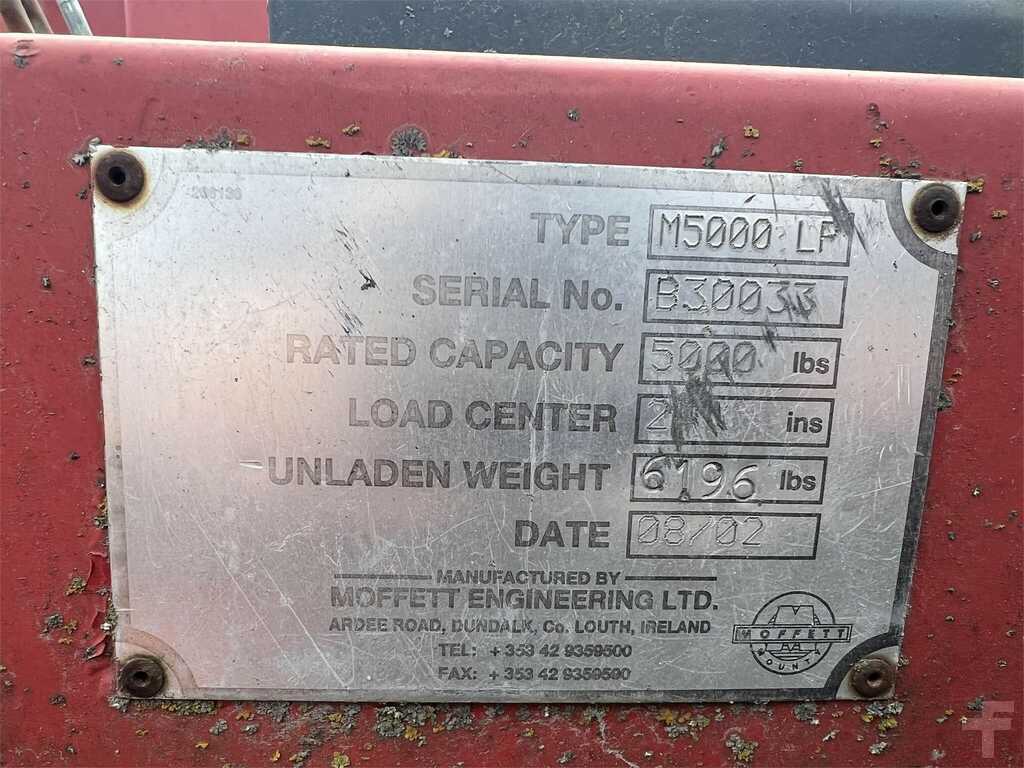 TYPE M5000
SERIAL No. B30033
RATED CAPACITY 5000 lbs
LOAD CENTER ins
UNLADEN WEIGHT 6196 lbs
DATE 08/02
MANUFACTURED BY
MOFFETT ENGINEERING LTD.
ARDEE ROAD, DUNDALK, Co. LOUTH, IRELAND
TEL: + 353 42 9359500
FAX: + 353 42 9359590
MOFFETT
MOUNTY